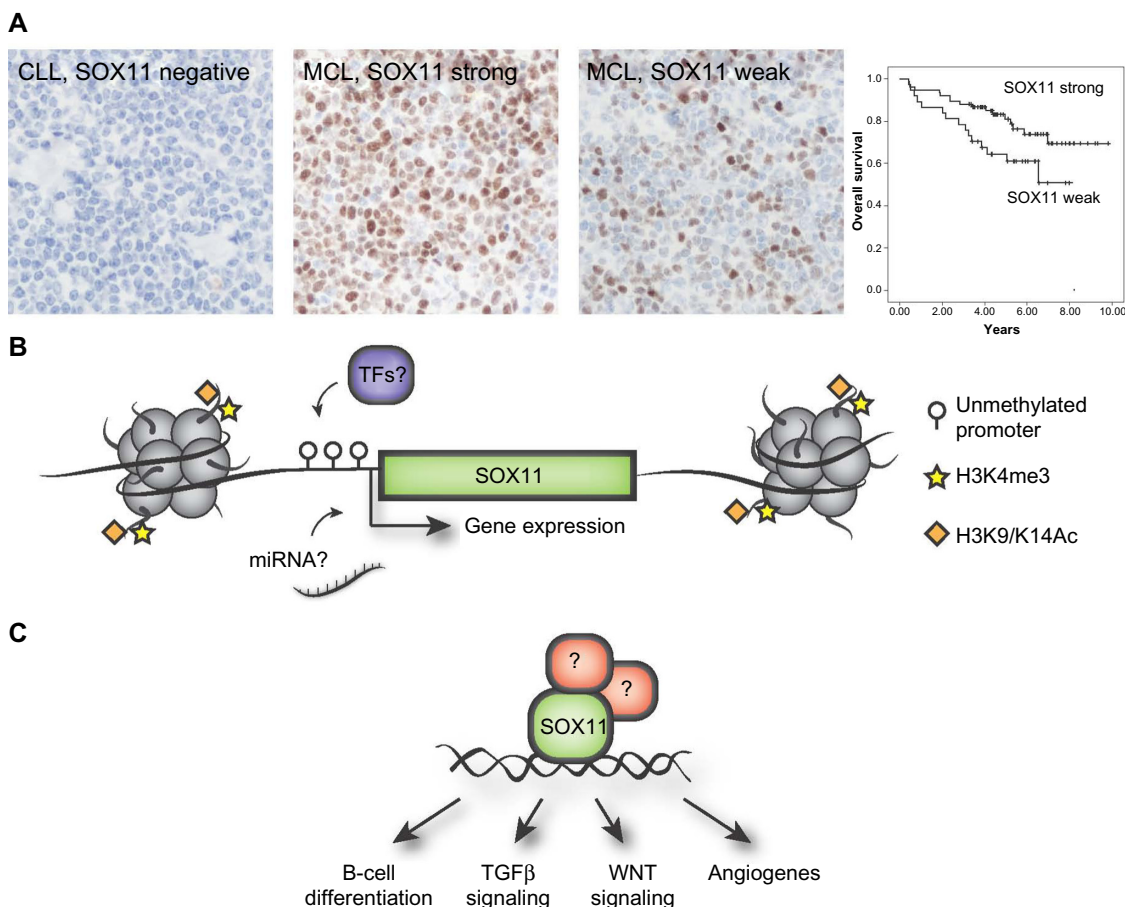 A
CLL, SOX11 negative
MCL, SOX11 strong
MCL, SOX11 weak
1.0
0.8
0.6
0.4
0.2
0.0
Overall survival
SOX11 strong
SOX11 weak
0.00
2.00
4.00
6.00
8.00
10.00
Years
B
TFs?
SOX11
Gene expression
miRNA?
Unmethylated
promoter
H3K4me3
H3K9/K14Ac
C
?
?
SOX11
B-cell
differentiation
TGFβ
signaling
WNT
signaling
Angiogenes